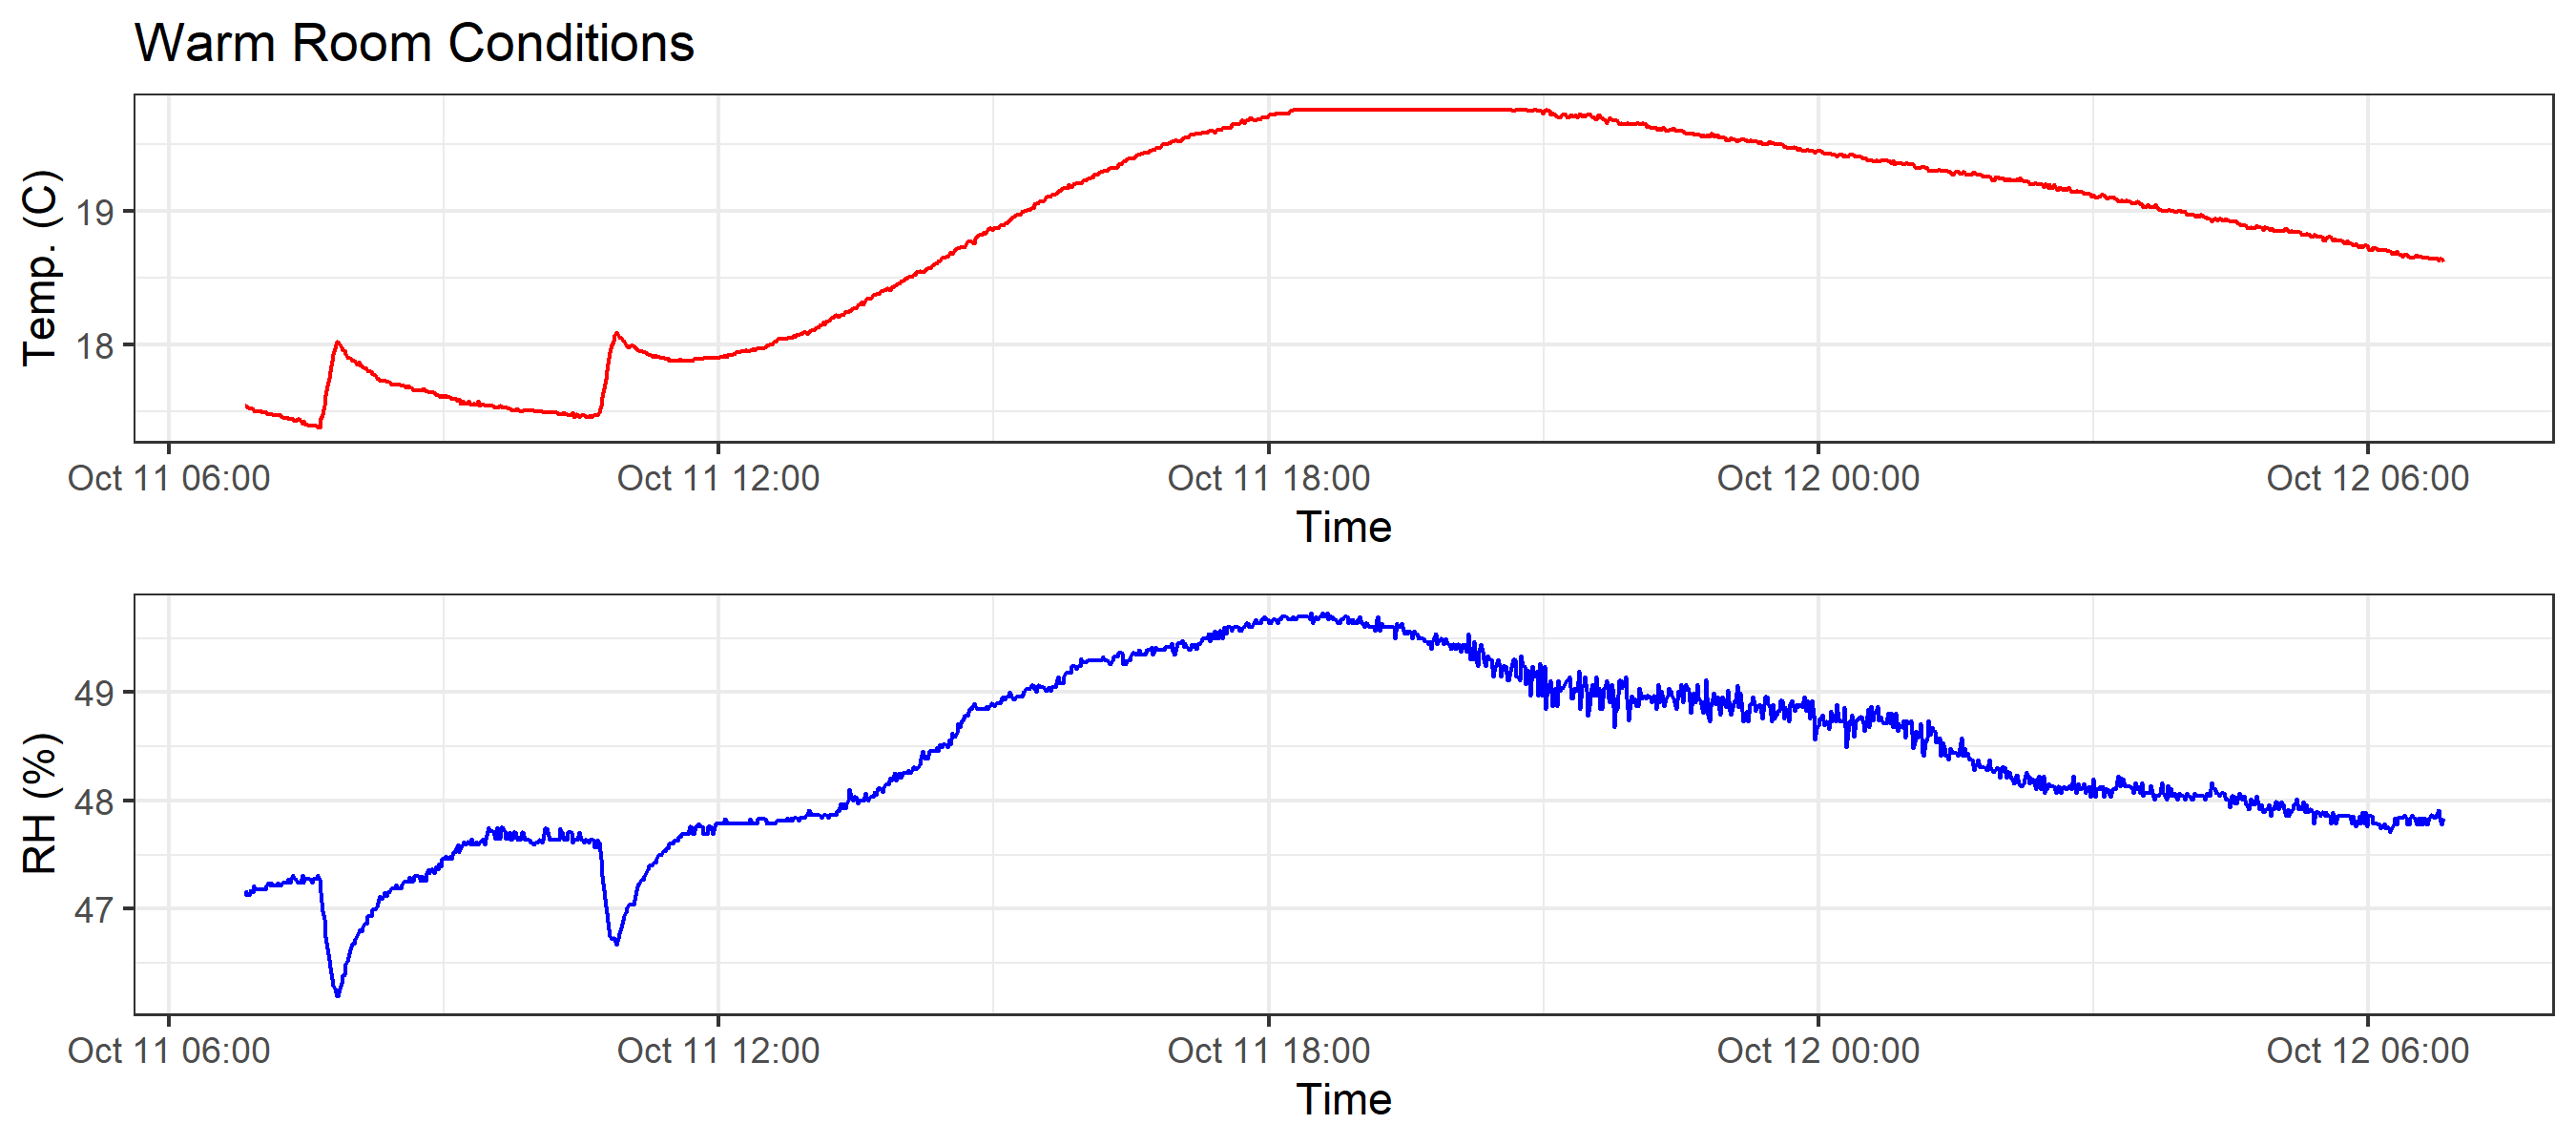 Warm Room Conditions
Temp. (C)
19
18
Oct 11 06:00 Oct 11 12:00 Oct 11 18:00 Oct 12 00:00 Oct 12 06:00
Time
RH (%)
49
48
47
Oct 11 06:00 Oct 11 12:00 Oct 11 18:00 Oct 12 00:00 Oct 12 06:00
Time